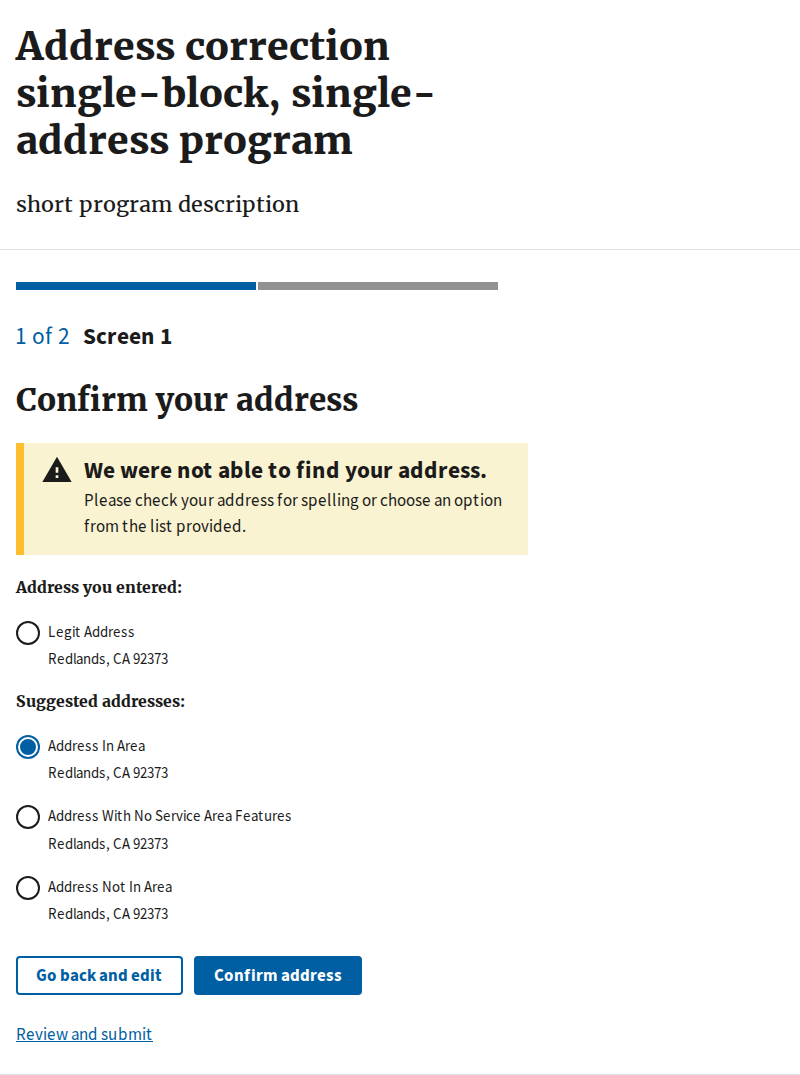 Address correction
single-block, single-
address program
short program description
1 of 2 Screen 1
Confirm your address
We were not able to find your address.
Please check your address for spelling or choose an option
from the list provided.
Address you entered:
Legit Address
Redlands, CA 92373
Suggested addresses:
Address In Area
Redlands, CA 92373
Address With No Service Area Features
Redlands, CA 92373
Address Not In Area
Redlands, CA 92373
Go back and edit Confirm address
Review and submit